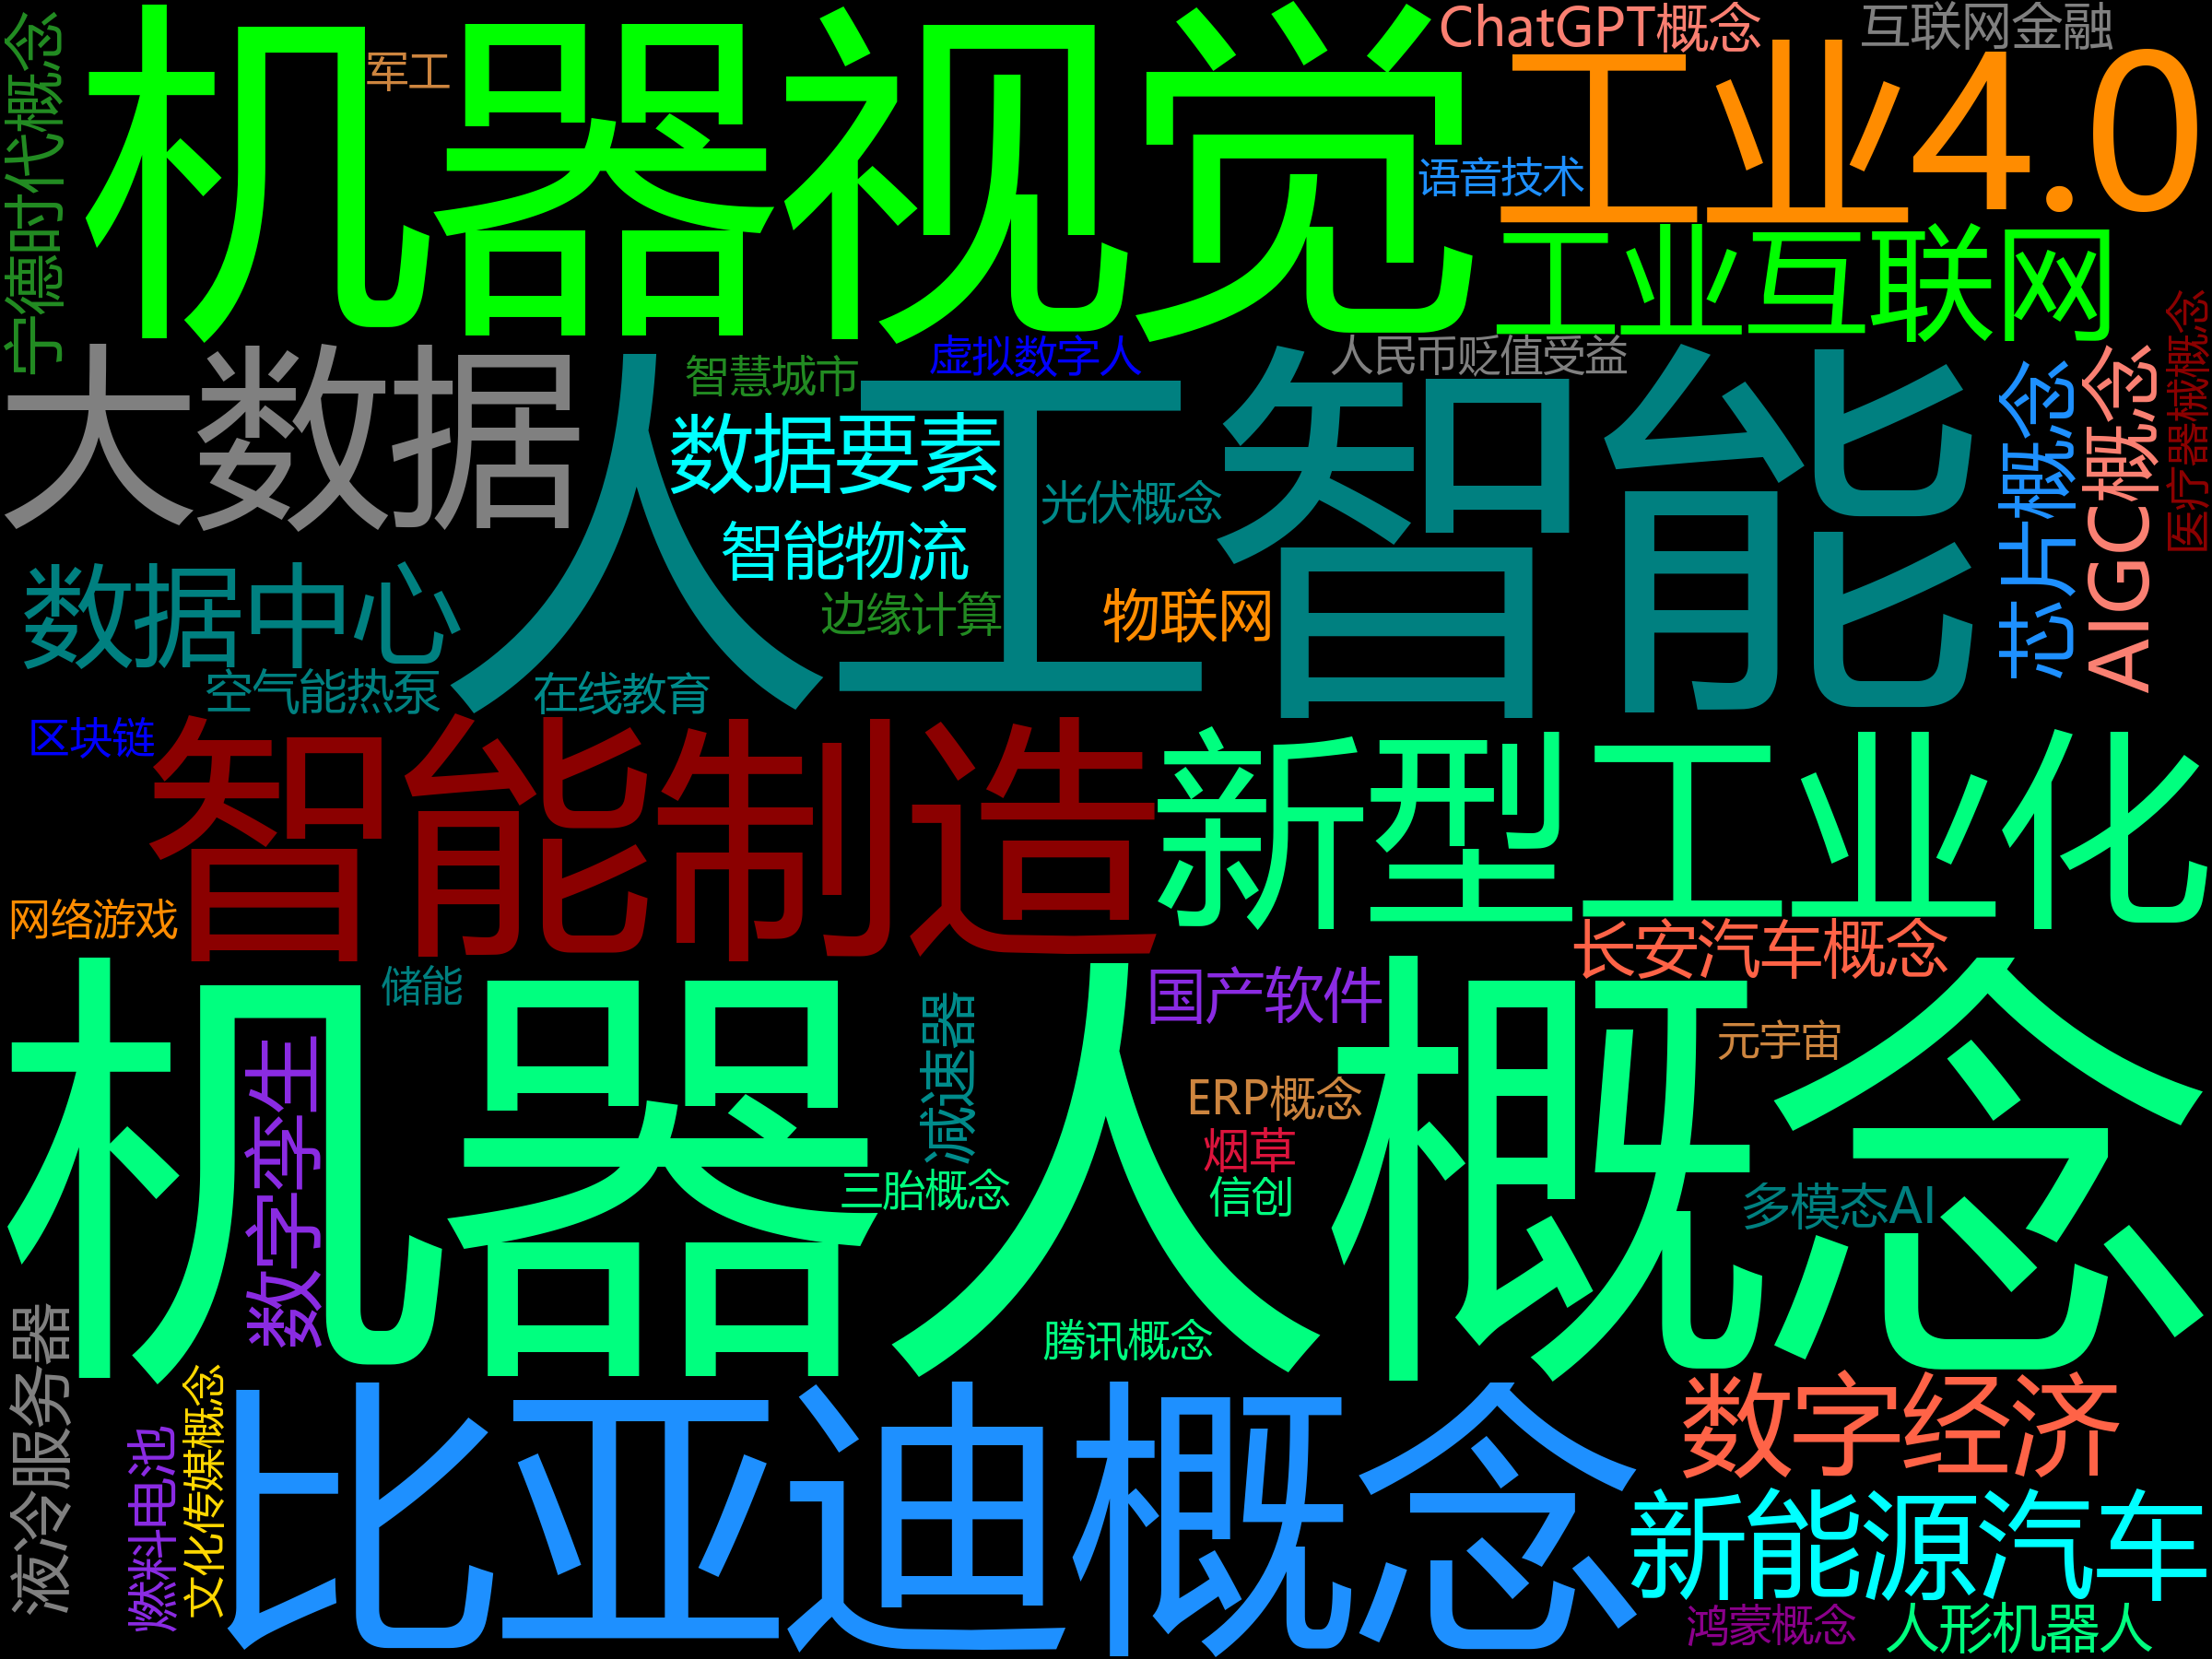 ChatGPT概念
互联网金融
宁德时代概念
机器视觉
军工
工业4.0
语音技术
工业互联网
大数据
人工智能
智慧城市
虚拟数字人
人民币贬值受益
芯片概念
AIGC概念
医疗器械概念
数据要素
光伏概念
智能物流
数据中心
边缘计算
物联网
空气能热泵
在线教育
区块链
智能制造
新型工业化
网络游戏
长安汽车概念
机器人概念
储能
减速器
国产软件
元宇宙
数字孪生
ERP概念
烟草
三胎概念
信创
多模态AI
液冷服务器
腾讯概念
燃料电池
文化传媒概念
比亚迪概念
数字经济
新能源汽车
鸿蒙概念
人形机器人